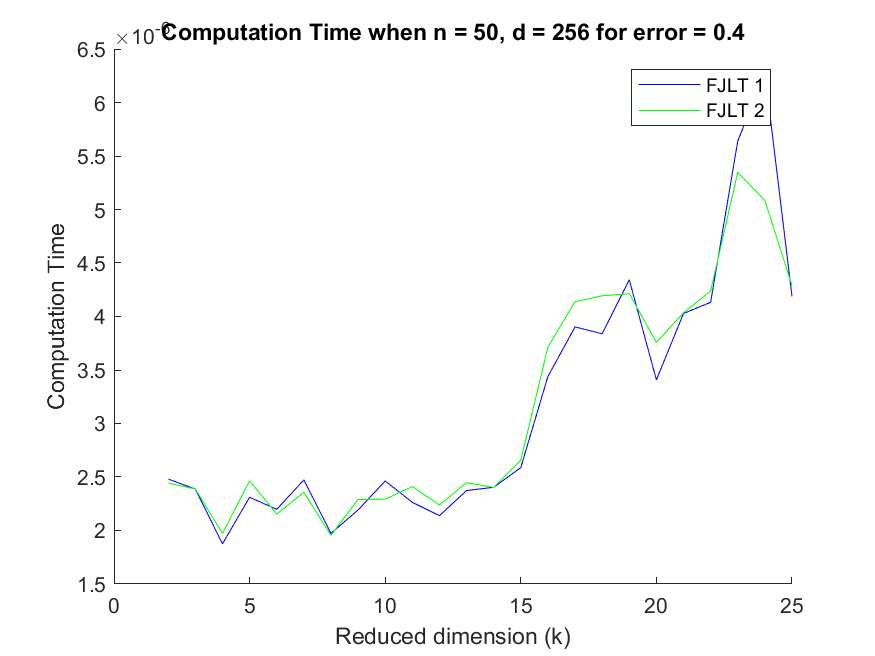 Computation Time when n = 50, d = 256 for error = 0.4
×10
6.5
6
5.5
5
4.5
4
3.5
3
2.5
2
1.5
Computation Time
FJLT 1
FJLT 2
0 5 10 15 20 25
Reduced dimension (k)